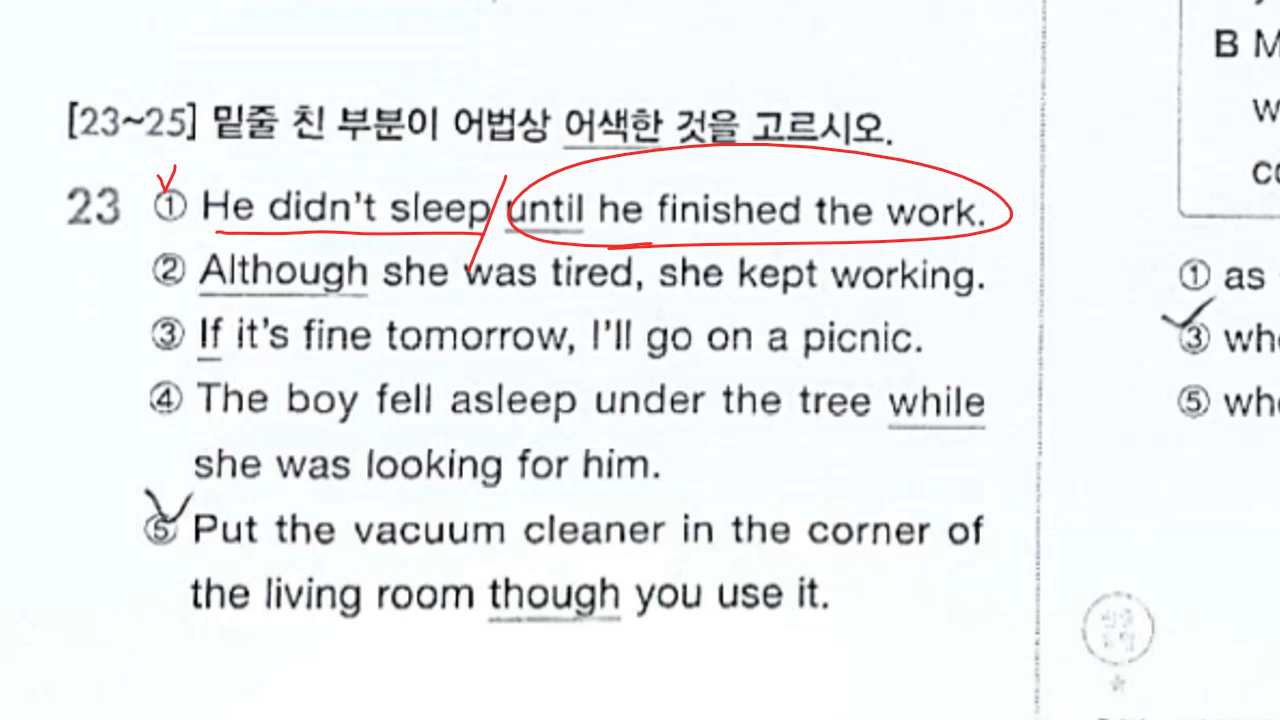 [23~25] 밑줄 친 부분이 어법상 어색한 것을 고르시오.
23 ① He didn't sleep until he finished the work.
② Although she was tired, she kept working.
③ If it's fine tomorrow, I'll go on a picnic.
④ The boy fell asleep under the tree while
she was looking for him.
⑤ Put the vacuum cleaner in the corner of
the living room though you use it.
B M
w
co
① as
③ wh
⑤ wh